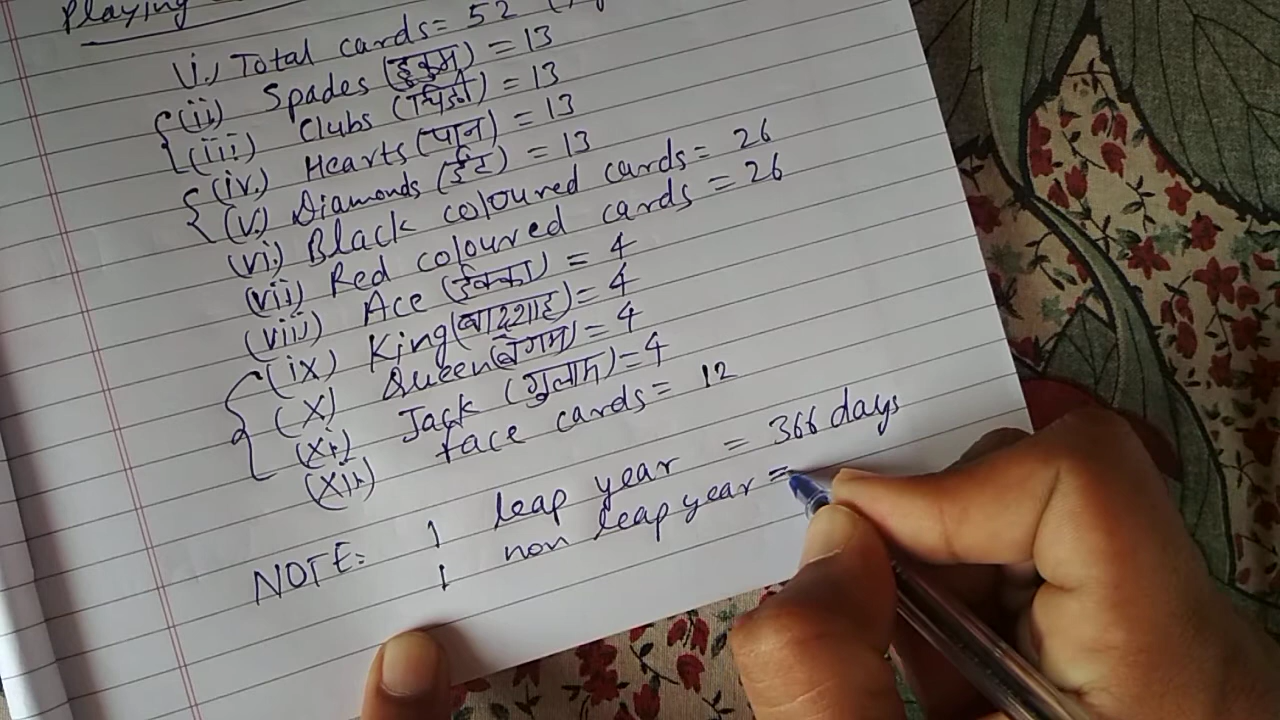 Playing
(i.) Total cards = 52
(ii) Spades (हुकुम) = 13
(iii) Clubs (चिड़ी) = 13
(iv.) Hearts (पान) = 13
(v.) Diamonds (ईंट) = 13
(vi.) Black coloured cards = 26
(vii) Red coloured cards = 26
(viii) Ace (ईक्का) = 4
(ix) King (बादशाह) = 4
(x) Queen (बेगम) = 4
(xi) Jack (गुलाम) = 4
(xii) face cards = 12
NOTE: 1 leap year = 366 days
1 non leap year =